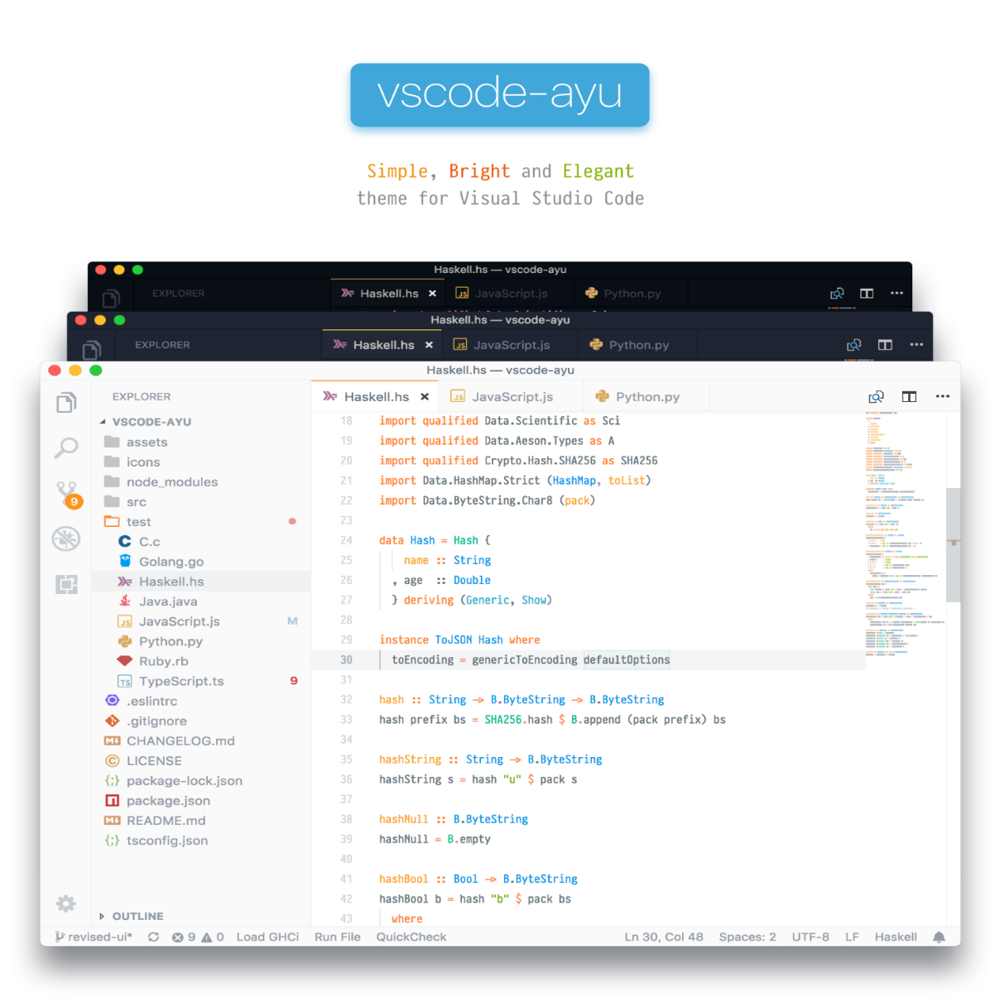 vscode-ayu
Simple, Bright and Elegant
theme for Visual Studio Code
Haskell.hs — vscode-ayu
EXPLORER
Haskell.hs × JS JavaScript.js Python.py
Haskell.hs — vscode-ayu
EXPLORER
Haskell.hs × JS JavaScript.js Python.py
Haskell.hs — vscode-ayu
EXPLORER
Haskell.hs × JS JavaScript.js Python.py
VSCODE-AYU
assets
icons
node_modules
src
9
test
C.c
Golang.go
Haskell.hs
Java.java
JS JavaScript.js M
Python.py
Ruby.rb
TS TypeScript.ts 9
.eslintrc
.gitignore
CHANGELOG.md
LICENSE
{;} package-lock.json
package.json
README.md
{;} tsconfig.json
OUTLINE
18 import qualified Data.Scientific as Sci
19 import qualified Data.Aeson.Types as A
20 import qualified Crypto.Hash.SHA256 as SHA256
21 import Data.HashMap.Strict (HashMap, toList)
22 import Data.ByteString.Char8 (pack)
23
24 data Hash = Hash {
25 name :: String
26 , age :: Double
27 } deriving (Generic, Show)
28
29 instance ToJSON Hash where
30 toEncoding = genericToEncoding defaultOptions
31
32 hash :: String -> B.ByteString -> B.ByteString
33 hash prefix bs = SHA256.hash $ B.append (pack prefix) bs
34
35 hashString :: String -> B.ByteString
36 hashString s = hash "u" $ pack s
37
38 hashNull :: B.ByteString
39 hashNull = B.empty
40
41 hashBool :: Bool -> B.ByteString
42 hashBool b = hash "b" $ pack bs
43 where
revised-ui* 9 0 Load GHCi Run File QuickCheck Ln 30, Col 48 Spaces: 2 UTF-8 LF Haskell